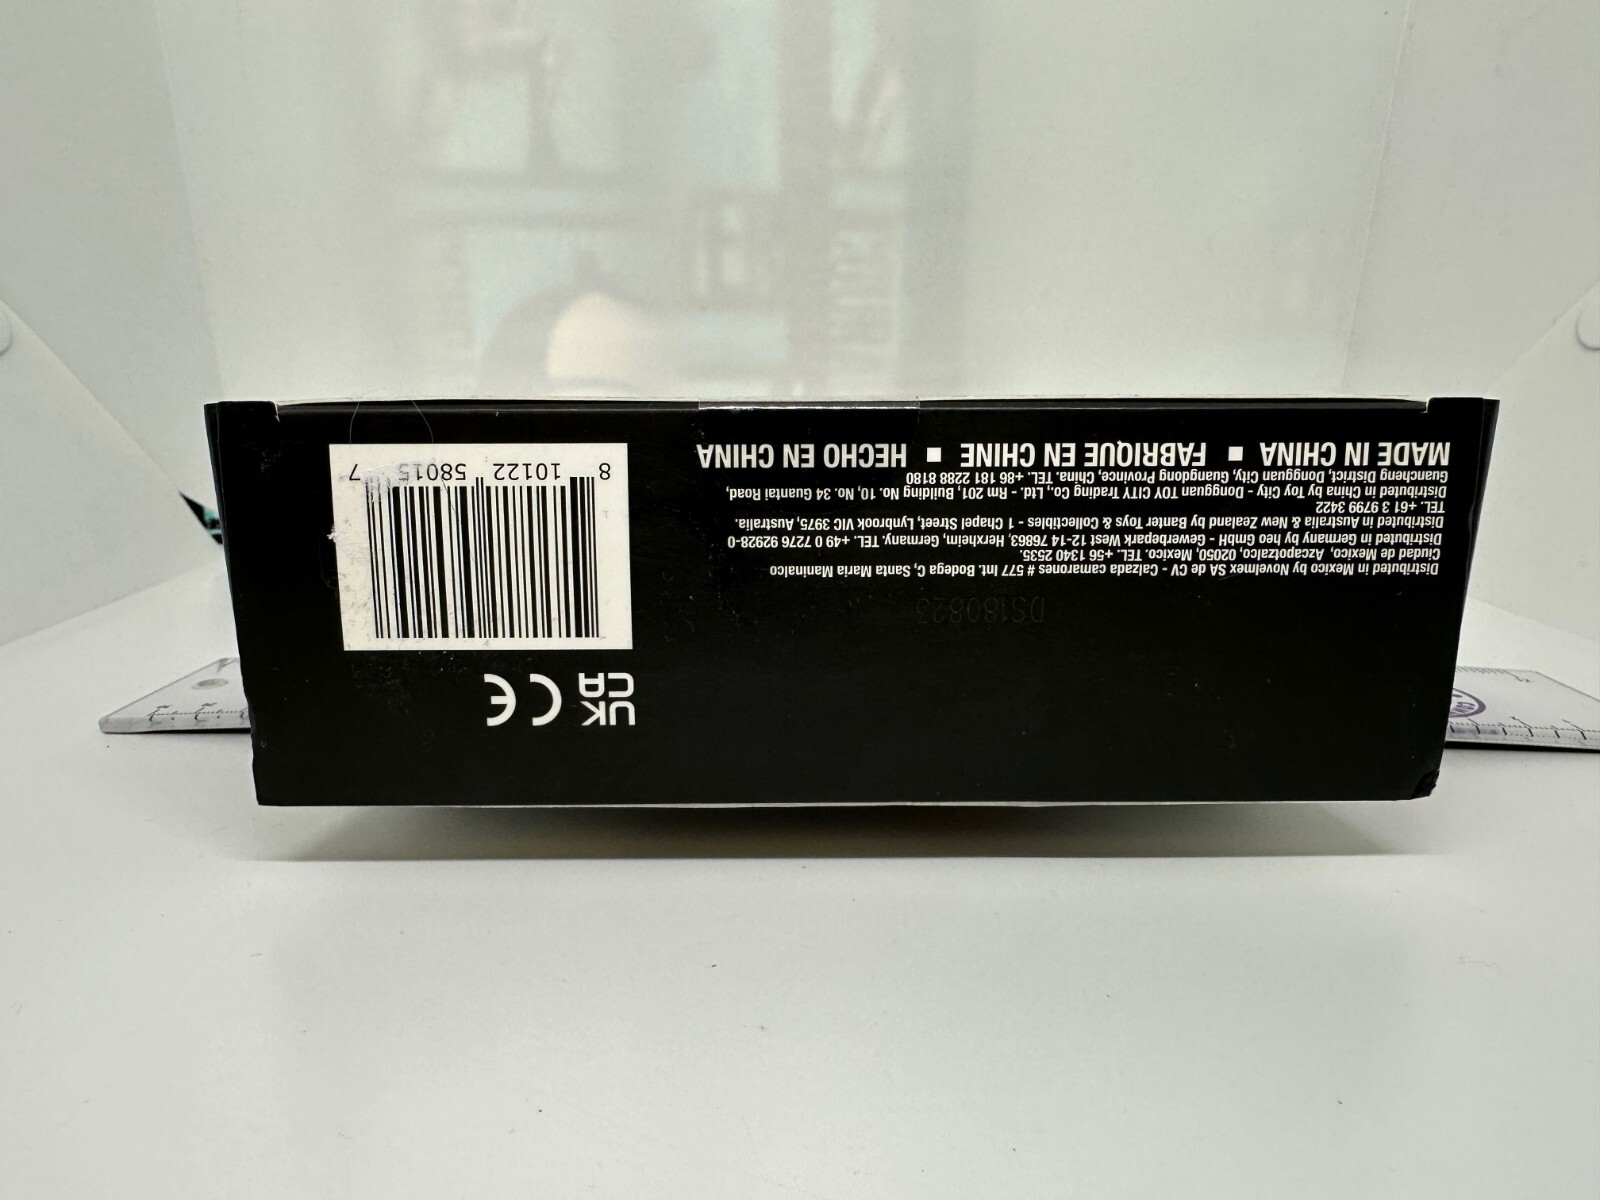 UK
CA
CE
DS180823
Distributed in Mexico by Novelmex SA de CV - Calzada camarones # 577 Int. Bodega C, Santa Maria Maninalco
Ciudad de Mexico, Azcapotzalco, 02050, Mexico. TEL. +56 1340 2535.
Distributed in Germany by heo GmbH - Gewerbepark West 12-14 76863, Herxheim, Germany. TEL. +49 0 7276 92928-0
Distributed in Australia & New Zealand by Banter Toys & Collectibles - 1 Chapel Street, Lynbrook VIC 3975, Australia.
TEL. +61 3 9799 3422
Distributed in China by Toy City - Dongguan TOY CITY Trading Co., Ltd. - Rm 201, Building No. 10, No. 34 Guantai Road,
Guancheng District, Dongguan City, Guangdong Province, China. TEL. +86 181 2288 8180
MADE IN CHINA ■ FABRIQUE EN CHINE ■ HECHO EN CHINA
8 10122 58015 7